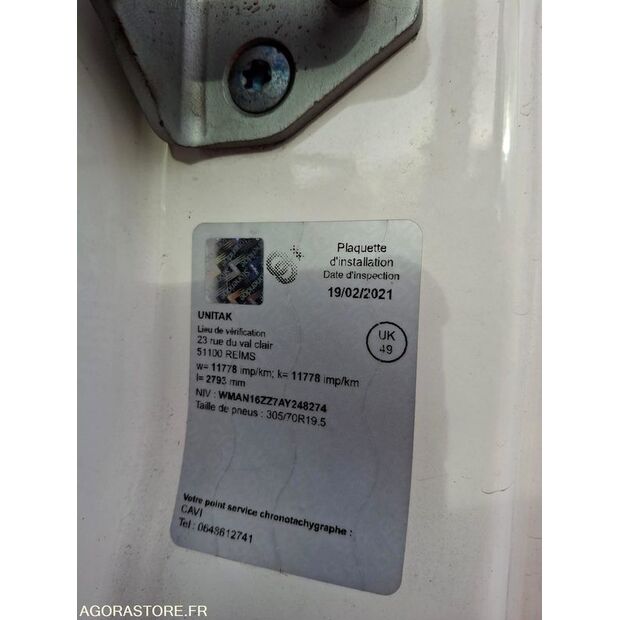 Plaquette
d'installation
Date d'inspection
19/02/2021
UNITAK
Lieu de vérification
23 rue du val clair
51100 REIMS
UK
49
w= 11778 imp/km; k= 11778 imp/km
l= 2793 mm
NIV : WMAN16ZZ7AY248274
Taille de pneus : 305/70R19.5
Votre point service chronotachygraphe :
CAVI
Tel : 0648612741
AGORASTORE.FR